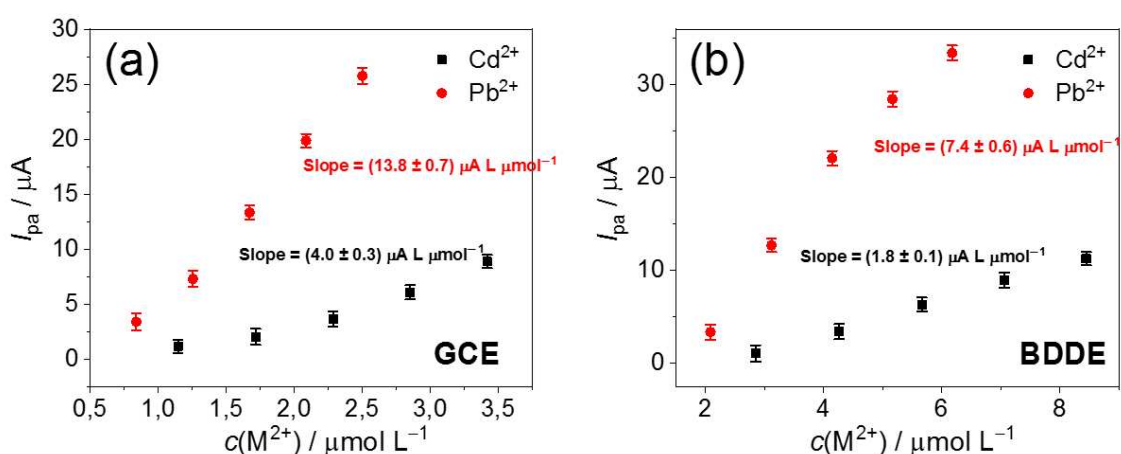 (a)
Cd²⁺
Pb²⁺
Slope = (13.8 ± 0.7) μA L μmol⁻¹
Slope = (4.0 ± 0.3) μA L μmol⁻¹
GCE
I_pa / μA
30
25
20
15
10
5
0
0,5 1,0 1,5 2,0 2,5 3,0 3,5
c(M²⁺) / μmol L⁻¹
(b)
Cd²⁺
Pb²⁺
Slope = (7.4 ± 0.6) μA L μmol⁻¹
Slope = (1.8 ± 0.1) μA L μmol⁻¹
BDDE
I_pa / μA
30
20
10
0
2 4 6 8
c(M²⁺) / μmol L⁻¹